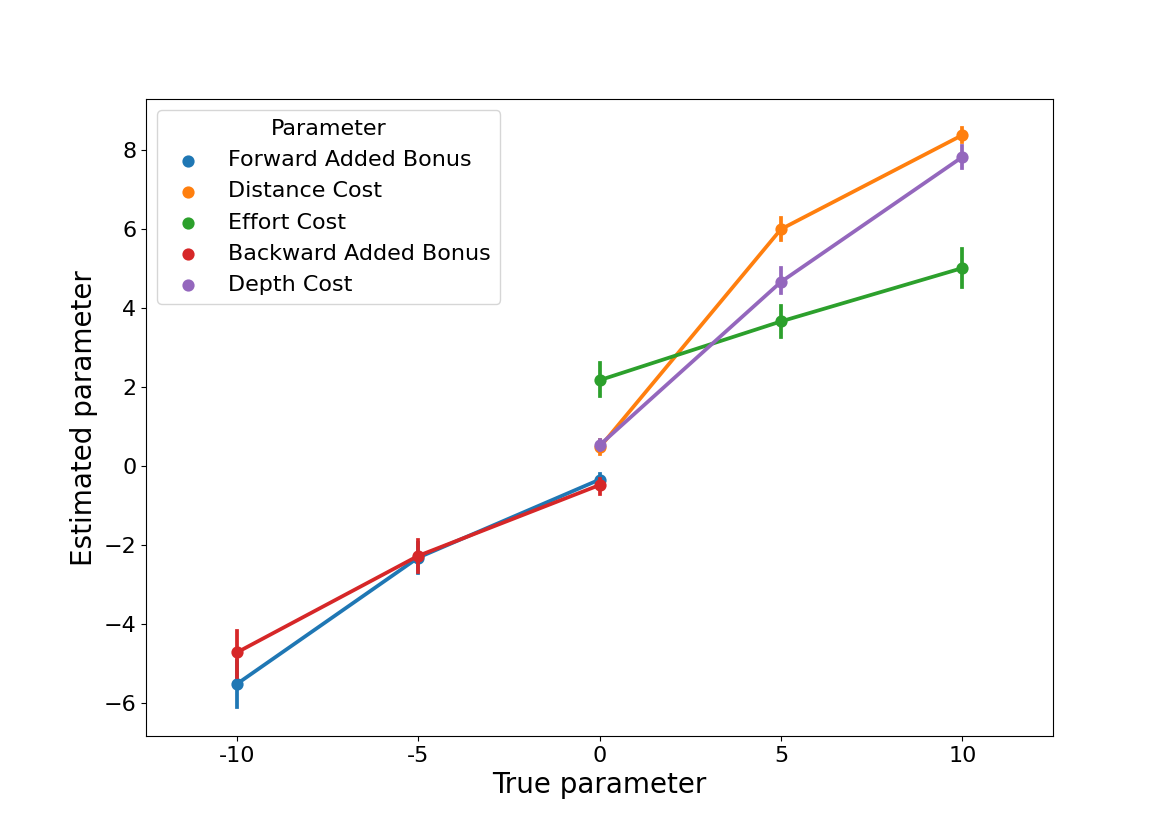 Parameter
Forward Added Bonus
Distance Cost
Effort Cost
Backward Added Bonus
Depth Cost
Estimated parameter
8
6
4
2
0
−2
−4
−6
-10 -5 0 5 10
True parameter